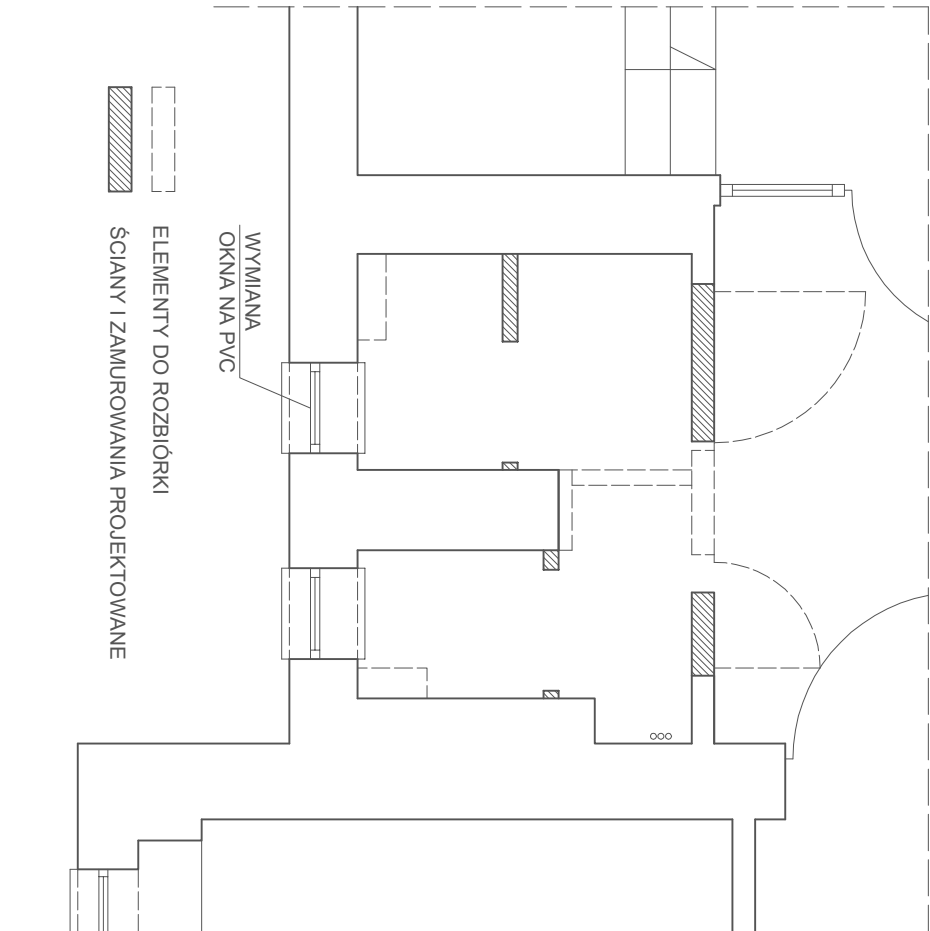 WYMIANA
OKNA NA PVC
ELEMENTY DO ROZBIÓRKI
ŚCIANY I ZAMUROWANIA PROJEKTOWANE